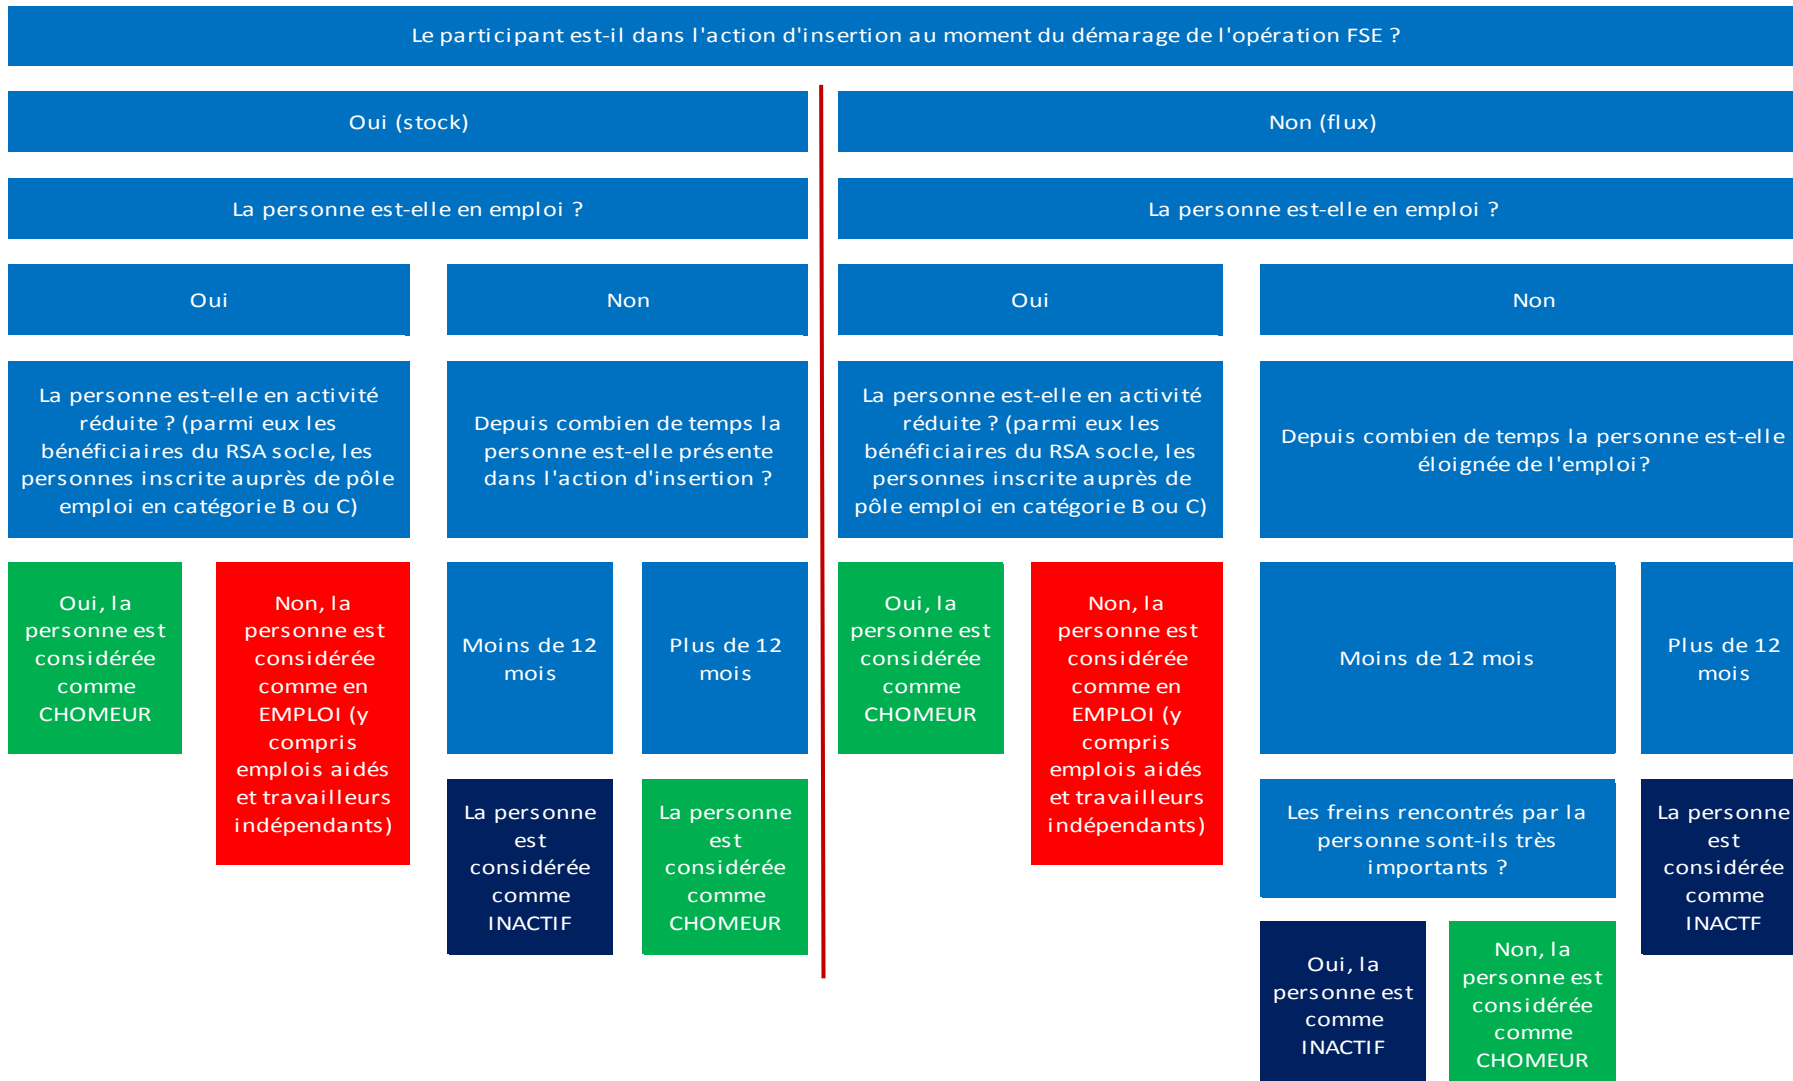 Le participant est-il dans l'action d'insertion au moment du démarage de l'opération FSE ?
Oui (stock)
Non (flux)
La personne est-elle en emploi ?
La personne est-elle en emploi ?
Oui
Non
Oui
Non
La personne est-elle en activité
réduite ? (parmi eux les
bénéficiaires du RSA socle, les
personnes inscrite auprès de pôle
emploi en catégorie B ou C)
Depuis combien de temps la
personne est-elle présente
dans l'action d'insertion ?
La personne est-elle en activité
réduite ? (parmi eux les
bénéficiaires du RSA socle, les
personnes inscrite auprès de
pôle emploi en catégorie B ou C)
Depuis combien de temps la personne est-elle
éloignée de l'emploi?
Oui, la
personne est
considérée
comme
CHOMEUR
Non, la
personne est
considérée
comme en
EMPLOI (y
compris
emplois aidés
et travailleurs
indépendants)
Moins de 12
mois
Plus de 12
mois
Oui, la
personne est
considérée
comme
CHOMEUR
Non, la
personne est
considérée
comme en
EMPLOI (y
compris
emplois aidés
et travailleurs
indépendants)
Moins de 12 mois
Plus de 12
mois
La personne
est
considérée
comme
INACTIF
La personne
est
considérée
comme
CHOMEUR
Les freins rencontrés par la
personne sont-ils très
importants ?
La personne
est
considérée
comme
INACTF
Oui, la
personne est
comme
INACTIF
Non, la
personne est
considérée
comme
CHOMEUR